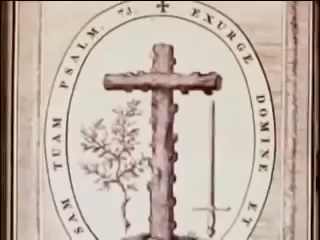 ✠ EXURGE DOMINE ET
SAM TUAM PSALM. 73.